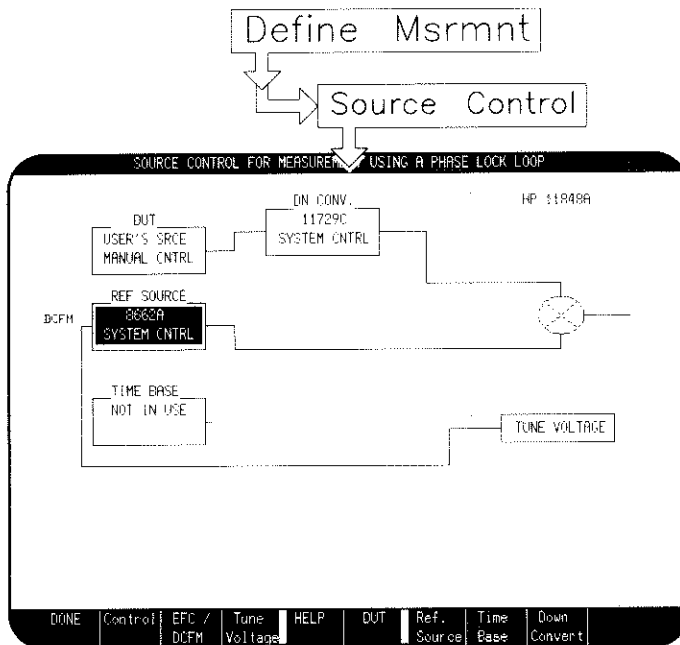 Define Msrmnt
Source Control
SOURCE CONTROL FOR MEASUREMENT USING A PHASE LOCK LOOP
HP 11848A
DN CONV.
11729C
SYSTEM CNTRL
DUT
USER'S SRCE
MANUAL CNTRL
REF SOURCE
8662A
SYSTEM CNTRL
DCFM
TIME BASE
NOT IN USE
TUNE VOLTAGE
DONE
Control
EFC /
DCFM
Tune
Voltage
HELP
DUT
Ref.
Source
Time
Base
Down
Convert